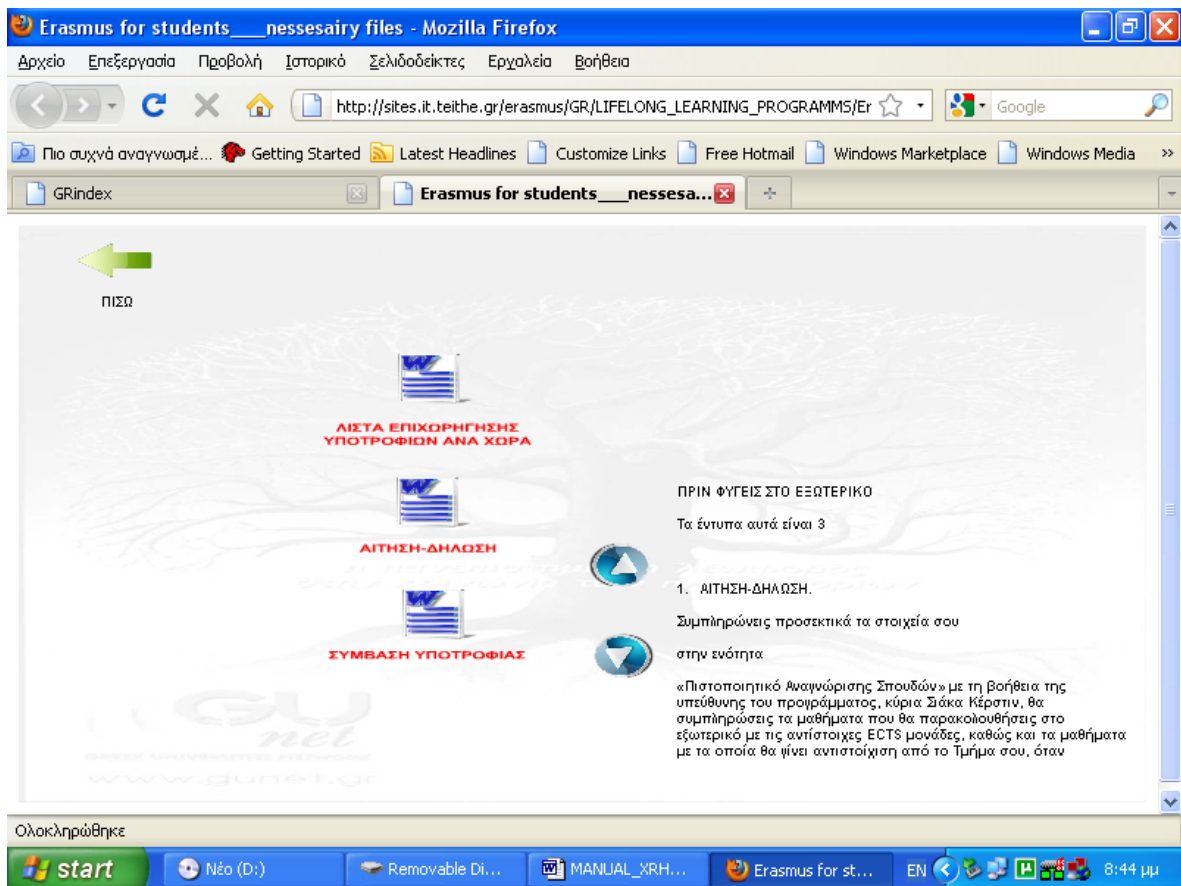 Erasmus for students___nessesairy files - Mozilla Firefox
Αρχείο Επεξεργασία Προβολή Ιστορικό Σελιδοδείκτες Εργαλεία Βοήθεια
http://sites.it.teithe.gr/erasmus/GR/LIFELONG_LEARNING_PROGRAMMS/Er Google
Πιο συχνά αναγνωσμέ... Getting Started Latest Headlines Customize Links Free Hotmail Windows Marketplace Windows Media »
GRindex Erasmus for students___nessesa...
ΠΙΣΩ
ΛΙΣΤΑ ΕΠΙΧΩΡΗΓΗΣΗΣ
ΥΠΟΤΡΟΦΙΩΝ ΑΝΑ ΧΩΡΑ
ΑΙΤΗΣΗ-ΔΗΛΩΣΗ
ΣΥΜΒΑΣΗ ΥΠΟΤΡΟΦΙΑΣ
ΠΡΙΝ ΦΥΓΕΙΣ ΣΤΟ ΕΞΩΤΕΡΙΚΟ
Τα έντυπα αυτά είναι 3
1. ΑΙΤΗΣΗ-ΔΗΛΩΣΗ.
Συμπληρώνεις προσεκτικά τα στοιχεία σου
στην ενότητα
«Πιστοποιητικό Αναγνώρισης Σπουδών» με τη βοήθεια της
υπεύθυνης του προγράμματος, κύρια Σιάκα Κέρστιν, θα
συμπληρώσεις τα μαθήματα που θα παρακολουθήσεις στο
εξωτερικό με τις αντίστοιχες ECTS μονάδες, καθώς και τα μαθήματα
με τα οποία θα γίνει αντιστοίχιση από το Τμήμα σου, όταν
GU
net
www.gunet.gr
Ολοκληρώθηκε
start Νέο (D:) Removable Di... MANUAL_XRH... Erasmus for st... EN 8:44 μμ